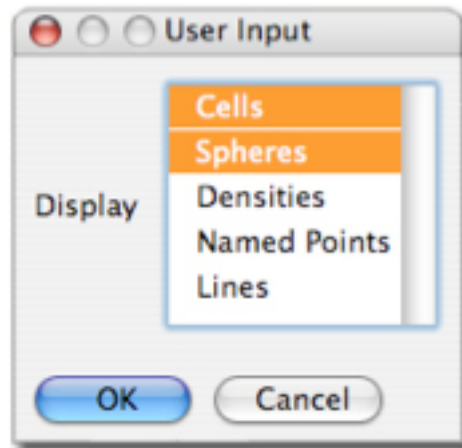 User Input
Cells
Spheres
Display
Densities
Named Points
Lines
OK
Cancel